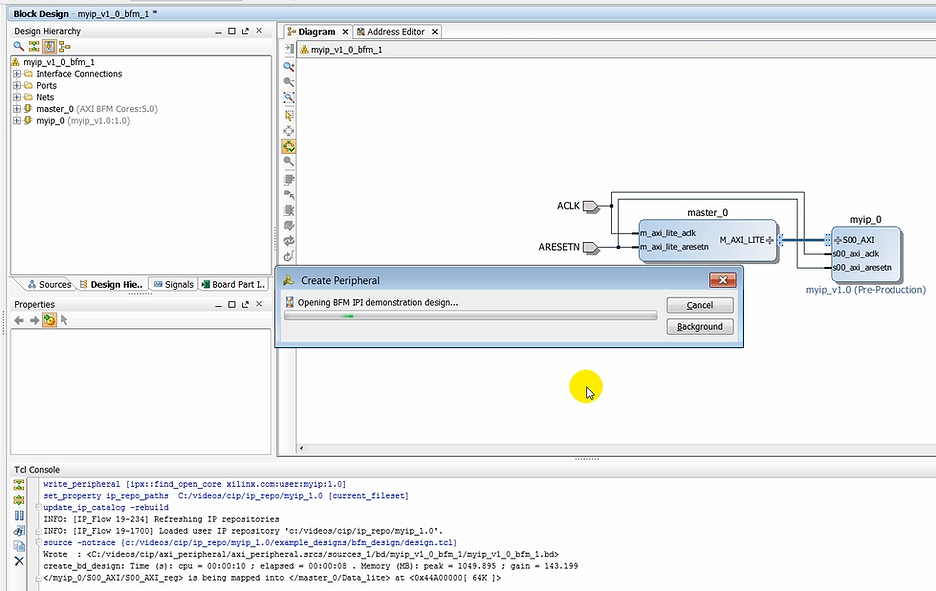 Block Design - myip_v1_0_bfm_1 *
Design Hierarchy
myip_v1_0_bfm_1
Interface Connections
Ports
Nets
master_0 (AXI BFM Cores:5.0)
myip_0 (myip_v1.0:1.0)
Sources
Design Hie..
Signals
Board Part I..
Properties
Diagram
Address Editor
myip_v1_0_bfm_1
ACLK
ARESETN
master_0
m_axi_lite_aclk
m_axi_lite_aresetn
M_AXI_LITE
myip_0
S00_AXI
s00_axi_aclk
s00_axi_aresetn
myip_v1.0 (Pre-Production)
Create Peripheral
Opening BFM IPI demonstration design...
Cancel
Background
Tcl Console
write_peripheral [ipx::find_open_core xilinx.com:user:myip:1.0]
set_property ip_repo_paths C:/videos/cip/ip_repo/myip_1.0 [current_fileset]
update_ip_catalog -rebuild
INFO: [IP_Flow 19-234] Refreshing IP repositories
INFO: [IP_Flow 19-1700] Loaded user IP repository 'c:/videos/cip/ip_repo/myip_1.0'.
source -notrace {c:/videos/cip/ip_repo/myip_1.0/example_designs/bfm_design/design.tcl}
Wrote : <C:/videos/cip/axi_peripheral/axi_peripheral.srcs/sources_1/bd/myip_v1_0_bfm_1/myip_v1_0_bfm_1.bd>
create_bd_design: Time (s): cpu = 00:00:10 ; elapsed = 00:00:08 . Memory (MB): peak = 1049.895 ; gain = 143.199
</myip_0/S00_AXI/S00_AXI_reg> is being mapped into </master_0/Data_lite> at <0x44A00000[ 64K ]>